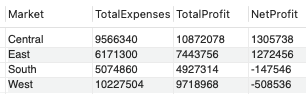 Market TotalExpenses TotalProfit NetProfit
Central 9566340 10872078 1305738
East 6171300 7443756 1272456
South 5074860 4927314 -147546
West 10227504 9718968 -508536